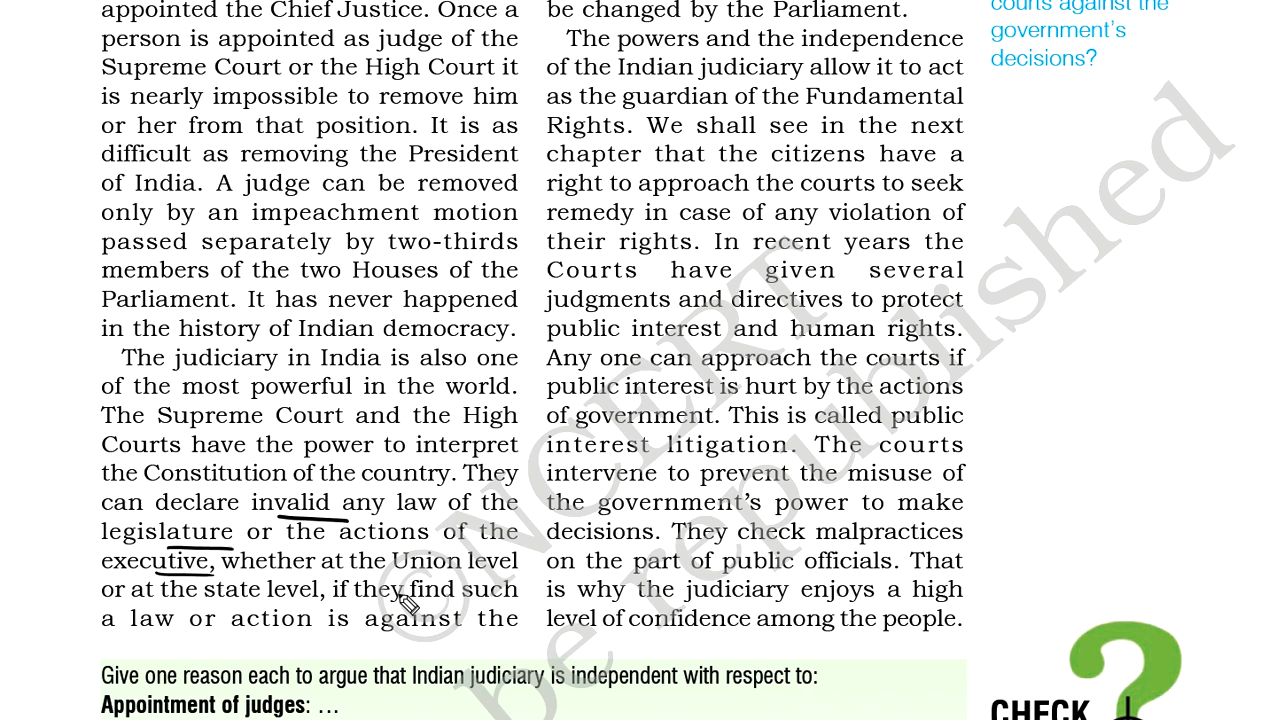 appointed the Chief Justice. Once a
person is appointed as judge of the
Supreme Court or the High Court it
is nearly impossible to remove him
or her from that position. It is as
difficult as removing the President
of India. A judge can be removed
only by an impeachment motion
passed separately by two-thirds
members of the two Houses of the
Parliament. It has never happened
in the history of Indian democracy.
The judiciary in India is also one
of the most powerful in the world.
The Supreme Court and the High
Courts have the power to interpret
the Constitution of the country. They
can declare invalid any law of the
legislature or the actions of the
executive, whether at the Union level
or at the state level, if they find such
a law or action is against the
be changed by the Parliament.
The powers and the independence
of the Indian judiciary allow it to act
as the guardian of the Fundamental
Rights. We shall see in the next
chapter that the citizens have a
right to approach the courts to seek
remedy in case of any violation of
their rights. In recent years the
Courts have given several
judgments and directives to protect
public interest and human rights.
Any one can approach the courts if
public interest is hurt by the actions
of government. This is called public
interest litigation. The courts
intervene to prevent the misuse of
the government's power to make
decisions. They check malpractices
on the part of public officials. That
is why the judiciary enjoys a high
level of confidence among the people.
courts against the
government's
decisions?
Give one reason each to argue that Indian judiciary is independent with respect to:
Appointment of judges: ...
CHECK
?
©NCERT
be republished